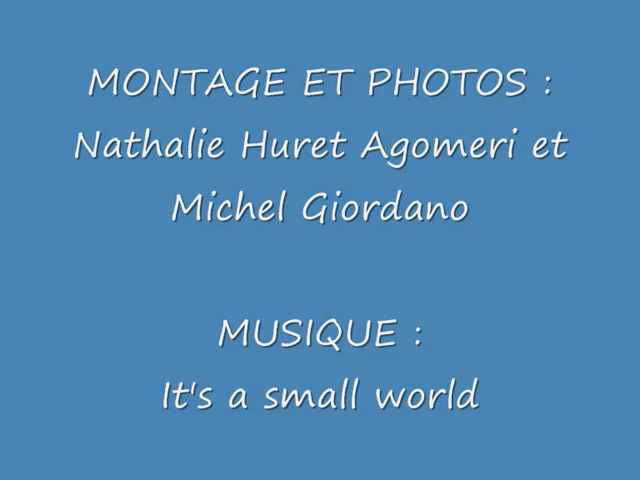 MONTAGE ET PHOTOS :
Nathalie Huret Agomeri et
Michel Giordano
MUSIQUE :
It's a small world